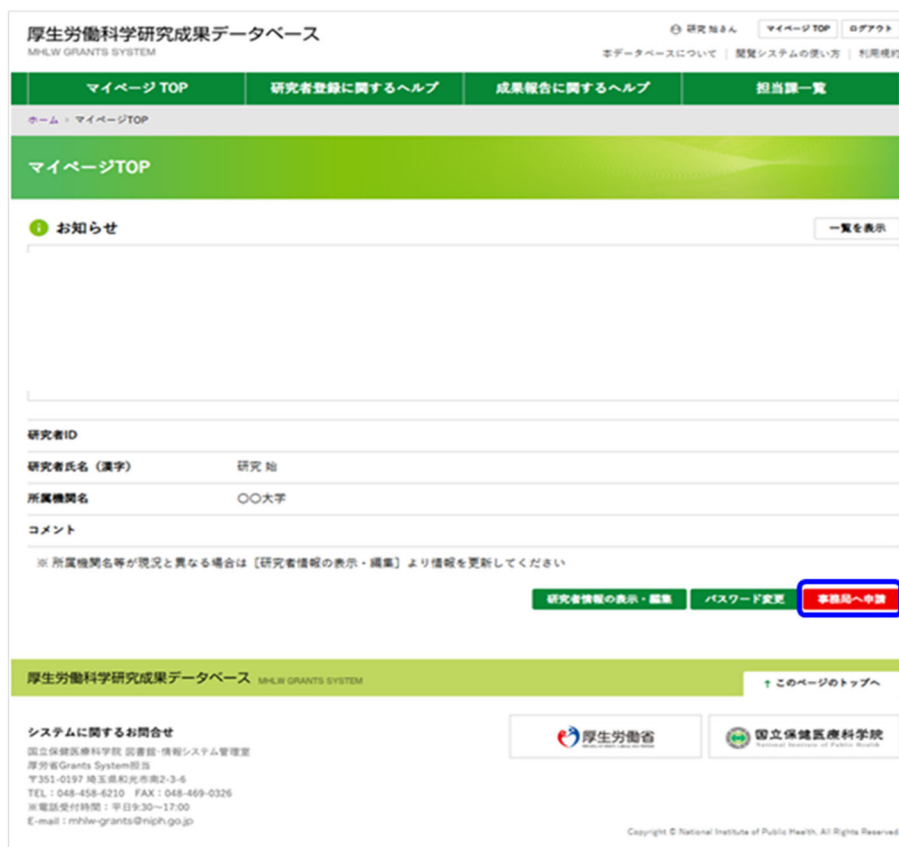 厚生労働科学研究成果データベース
MHLW GRANTS SYSTEM
研究 始さん マイページTOP ログアウト
本データベースについて | 閲覧システムの使い方 | 利用規約
マイページ TOP 研究者登録に関するヘルプ 成果報告に関するヘルプ 担当課一覧
ホーム › マイページTOP
マイページTOP
お知らせ 一覧を表示
研究者ID
研究者氏名（漢字） 研究 始
所属機関名 〇〇大学
コメント
※ 所属機関名等が現況と異なる場合は［研究者情報の表示・編集］より情報を更新してください
研究者情報の表示・編集 パスワード変更 事務局へ申請
厚生労働科学研究成果データベース MHLW GRANTS SYSTEM
↑ このページのトップへ
システムに関するお問合せ
国立保健医療科学院 図書館・情報システム管理室
厚労省Grants System担当
〒351-0197 埼玉県和光市南2-3-6
TEL：048-458-6210 FAX：048-469-0326
※電話受付時間：平日9:30～17:00
E-mail：mhlw-grants@niph.go.jp
厚生労働省
国立保健医療科学院
National Institute of Public Health
Copyright © National Institute of Public Health, All Rights Reserved.